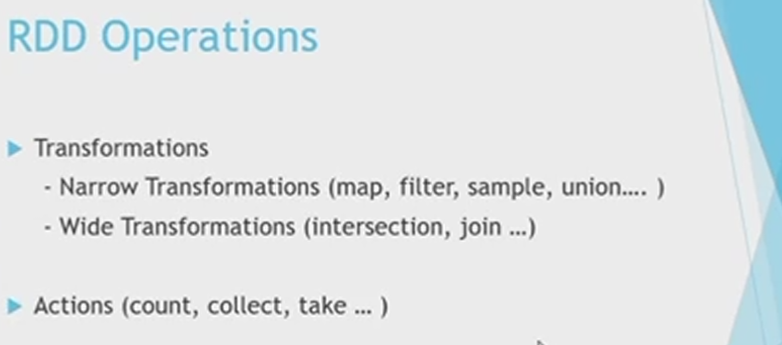 RDD Operations
Transformations
- Narrow Transformations (map, filter, sample, union.... )
- Wide Transformations (intersection, join ...)
Actions (count, collect, take ... )